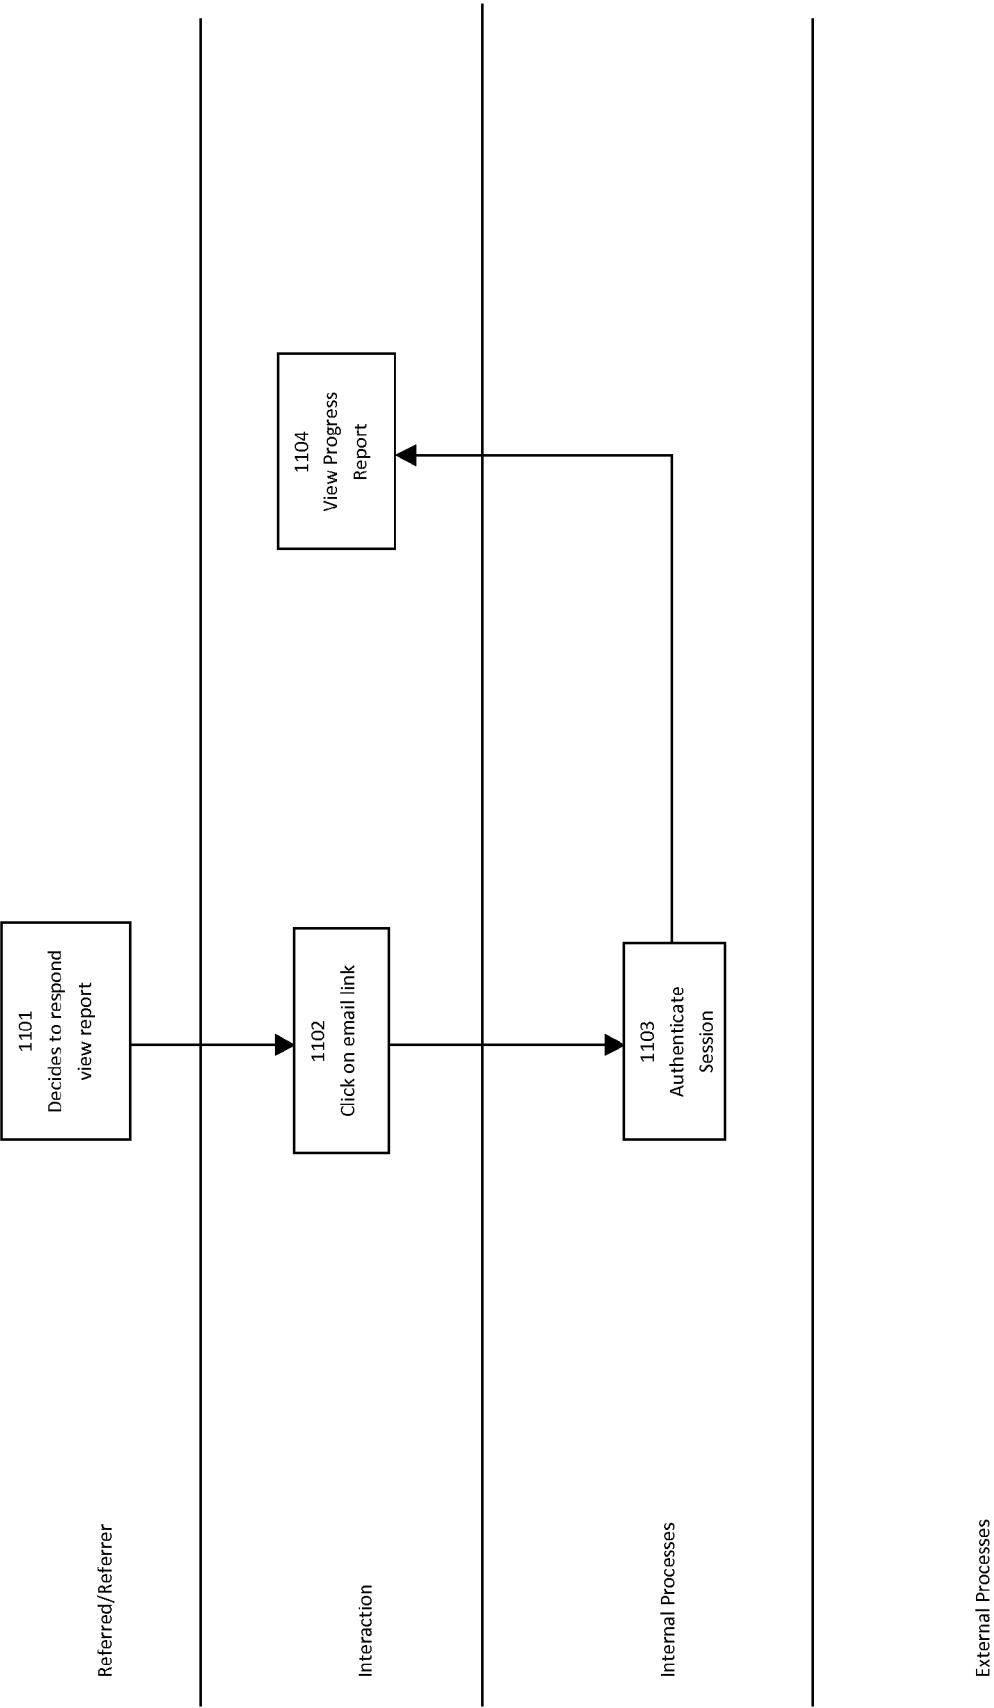 Referred/Referrer
1101
Decides to respond
view report
Interaction
1102
Click on email link
1104
View Progress
Report
Internal Processes
1103
Authenticate
Session
External Processes